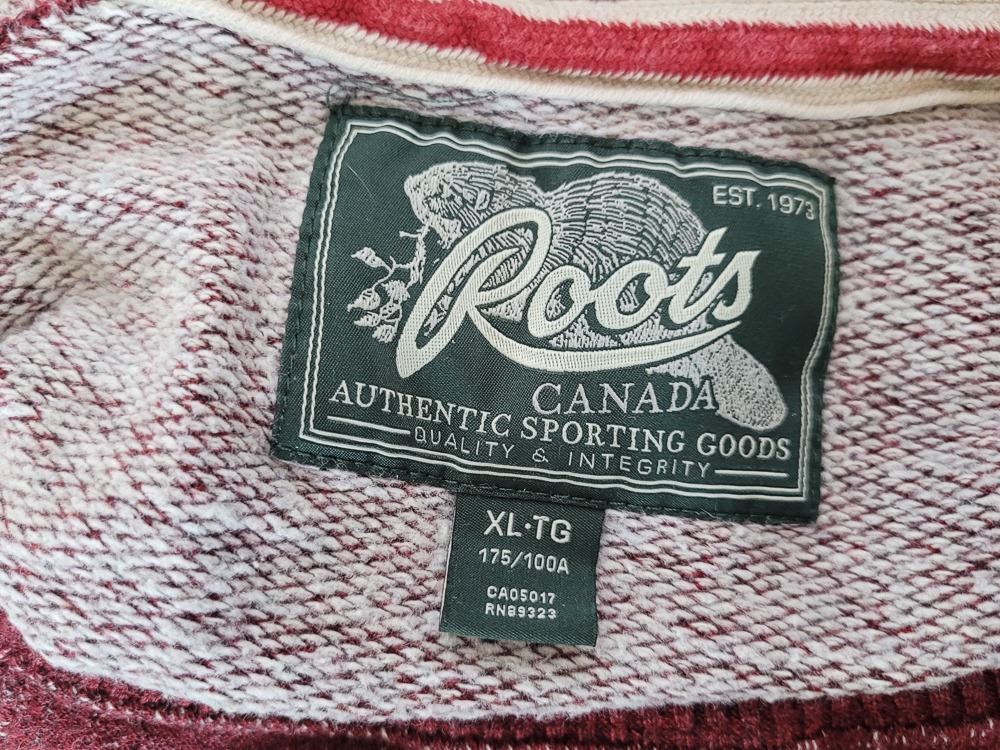 EST. 1973
Roots
CANADA
AUTHENTIC SPORTING GOODS
QUALITY & INTEGRITY
XL·TG
175/100A
CA05017
RN89323